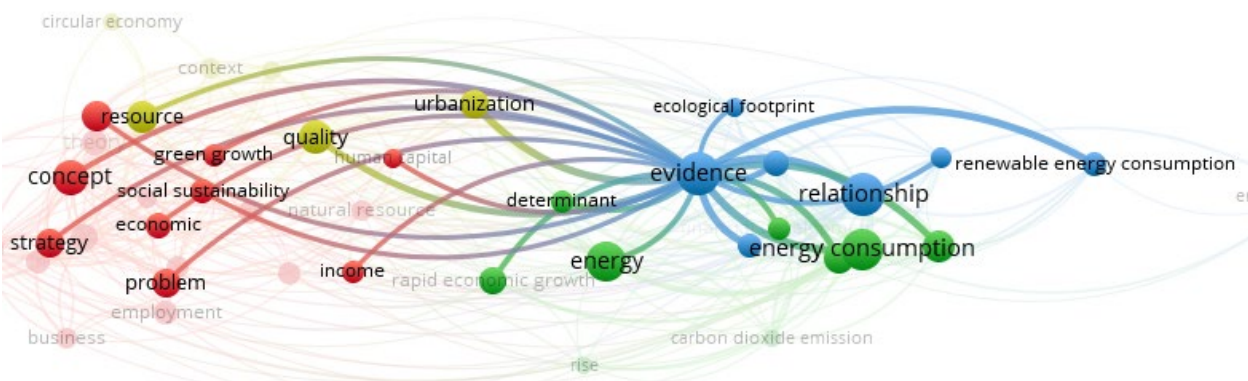 circular economy
context
urbanization
ecological footprint
resource
quality
green growth
human capital
renewable energy consumption
concept
evidence
social sustainability
relationship
determinant
natural resource
economic
strategy
energy consumption
energy
income
problem
rapid economic growth
employment
business
carbon dioxide emission
rise